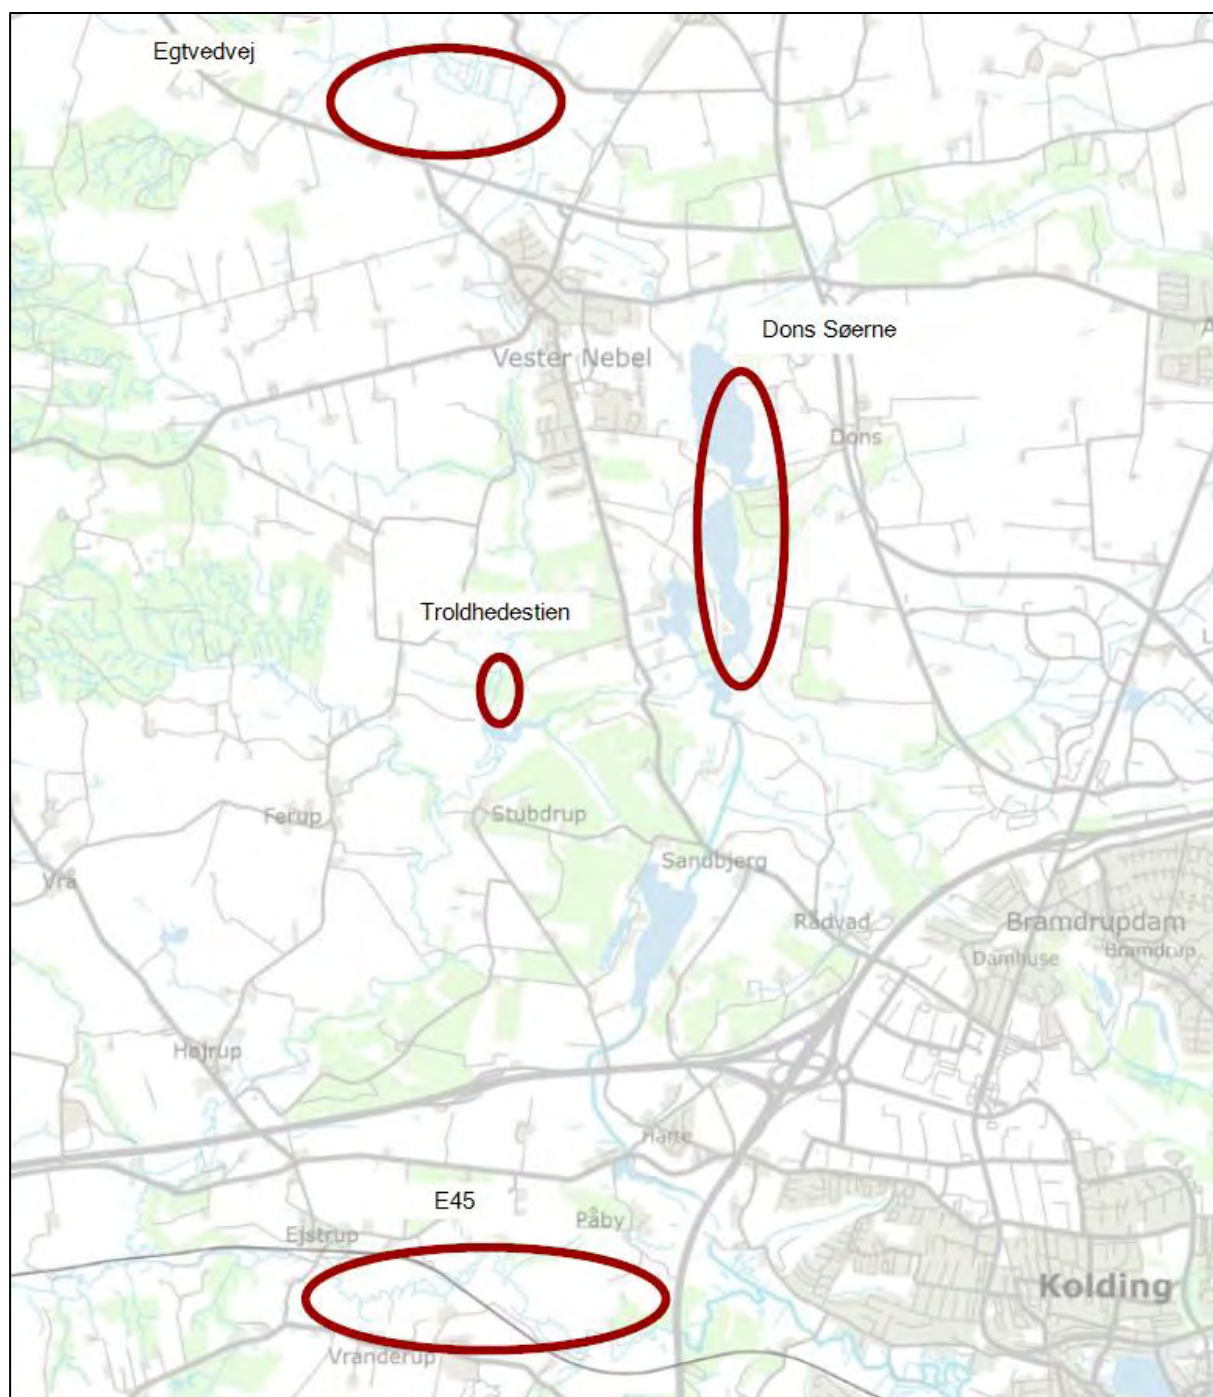 Egtvedvej
Dons Søerne
Vester Nebel
Dons
Troldhedestien
Ferup
Stubdrup
Sandbjerg
Vrå
Rådvad
Bramdrupdam
Damhuse
Bramdrup
Højrup
Harte
E45
Påby
Ejstrup
Kolding
Vranderup